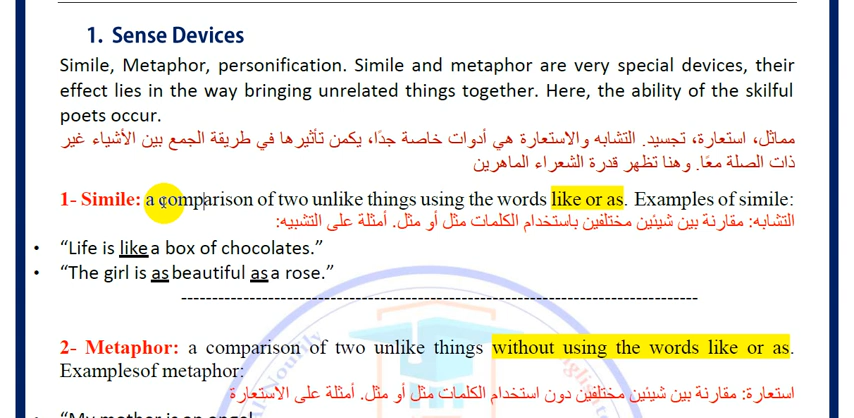 1. Sense Devices
Simile, Metaphor, personification. Simile and metaphor are very special devices, their
effect lies in the way bringing unrelated things together. Here, the ability of the skilful
poets occur.
مماثل، استعارة، تجسيد. التشابه والاستعارة هي أدوات خاصة جدًا، يكمن تأثيرها في طريقة الجمع بين الأشياء غير
ذات الصلة معًا. وهنا تظهر قدرة الشعراء الماهرين
1- Simile: a comparison of two unlike things using the words like or as. Examples of simile:
التشابه: مقارنة بين شيئين مختلفين باستخدام الكلمات مثل أو مثل. أمثلة على التشبيه:
• “Life is like a box of chocolates.”
• “The girl is as beautiful as a rose.”
2- Metaphor: a comparison of two unlike things without using the words like or as.
Examplesof metaphor:
استعارة: مقارنة بين شيئين مختلفين دون استخدام الكلمات مثل أو مثل. أمثلة على الاستعارة
• “My mother is an angel